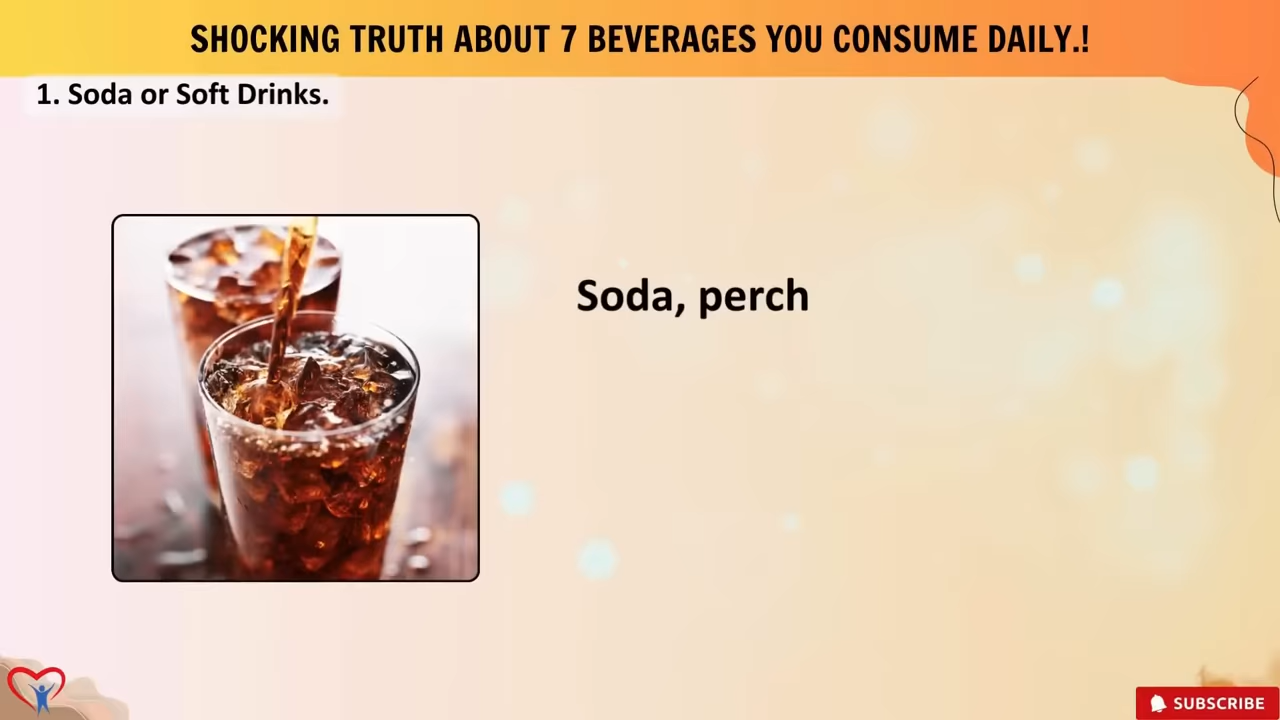 SHOCKING TRUTH ABOUT 7 BEVERAGES YOU CONSUME DAILY.!
1. Soda or Soft Drinks.
Soda, perch
SUBSCRIBE